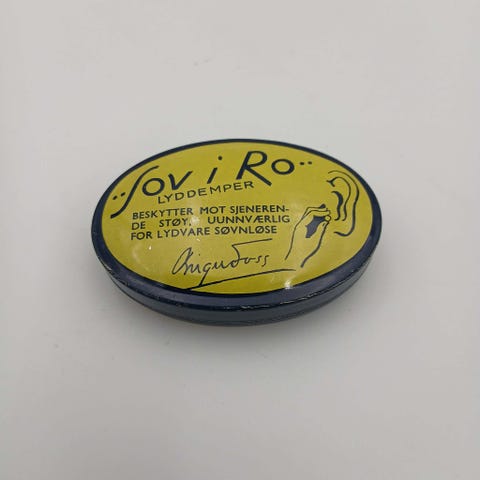 "SOV i RO"
LYDDEMPER
BESKYTTER MOT SJENEREN-
DE STØY, UUNNVÆRLIG
FOR LYDVARE SØVNLØSE